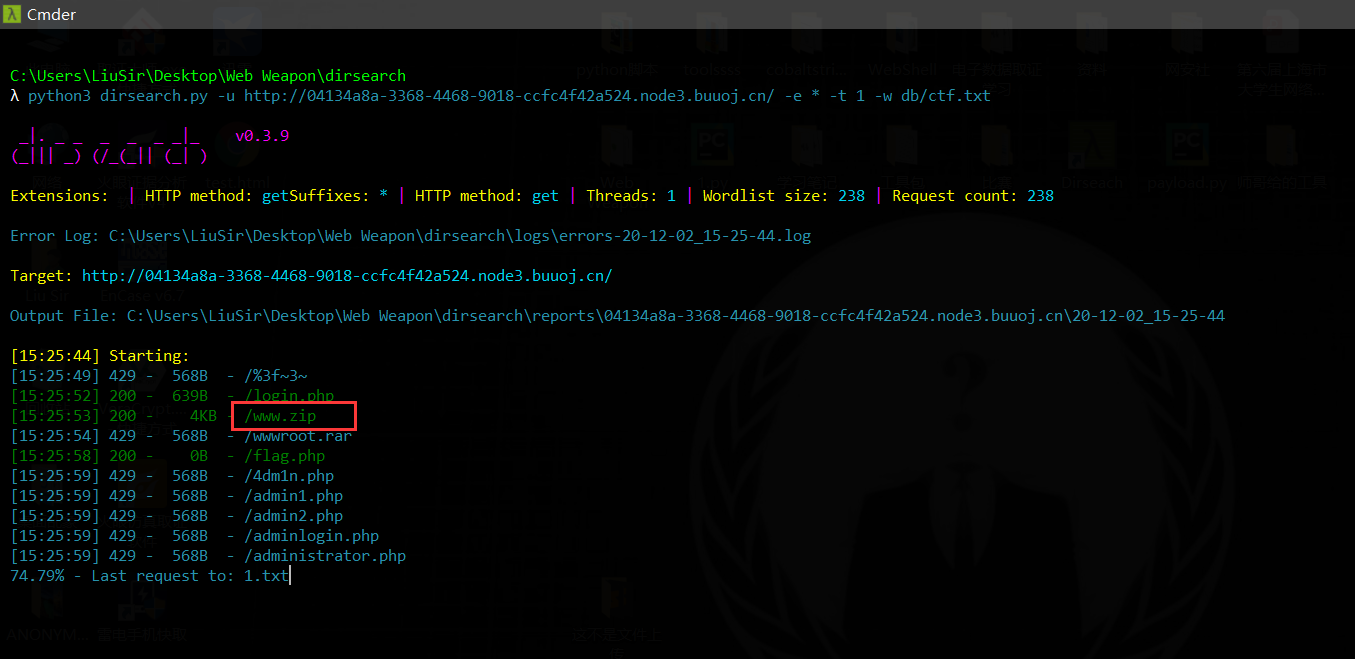 Cmder
C:\Users\LiuSir\Desktop\Web Weapon\dirsearch
λ python3 dirsearch.py -u http://04134a8a-3368-4468-9018-ccfc4f42a524.node3.buuoj.cn/ -e * -t 1 -w db/ctf.txt
v0.3.9
Extensions:  | HTTP method: getSuffixes: * | HTTP method: get | Threads: 1 | Wordlist size: 238 | Request count: 238
Error Log: C:\Users\LiuSir\Desktop\Web Weapon\dirsearch\logs\errors-20-12-02_15-25-44.log
Target: http://04134a8a-3368-4468-9018-ccfc4f42a524.node3.buuoj.cn/
Output File: C:\Users\LiuSir\Desktop\Web Weapon\dirsearch\reports\04134a8a-3368-4468-9018-ccfc4f42a524.node3.buuoj.cn\20-12-02_15-25-44
[15:25:44] Starting:
[15:25:49] 429 -  568B  - /%3f~3~
[15:25:52] 200 -  639B  - /login.php
[15:25:53] 200 -    4KB - /www.zip
[15:25:54] 429 -  568B  - /wwwroot.rar
[15:25:58] 200 -    0B  - /flag.php
[15:25:59] 429 -  568B  - /4dm1n.php
[15:25:59] 429 -  568B  - /admin1.php
[15:25:59] 429 -  568B  - /admin2.php
[15:25:59] 429 -  568B  - /adminlogin.php
[15:25:59] 429 -  568B  - /administrator.php
74.79% - Last request to: 1.txt